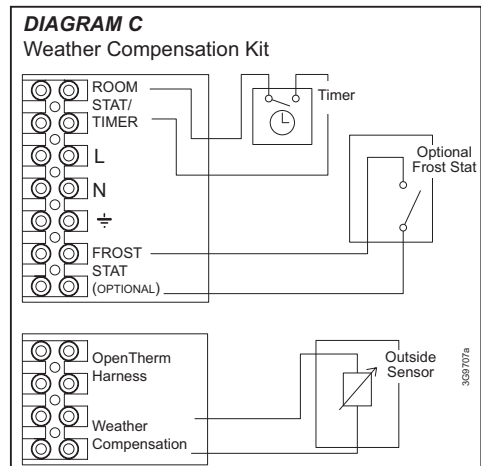 DIAGRAM C
Weather Compensation Kit
ROOM
STAT/
TIMER
Timer
L
N
Optional
Frost Stat
FROST
STAT
(OPTIONAL)
OpenTherm
Harness
Weather
Compensation
Outside
Sensor
3G9707a